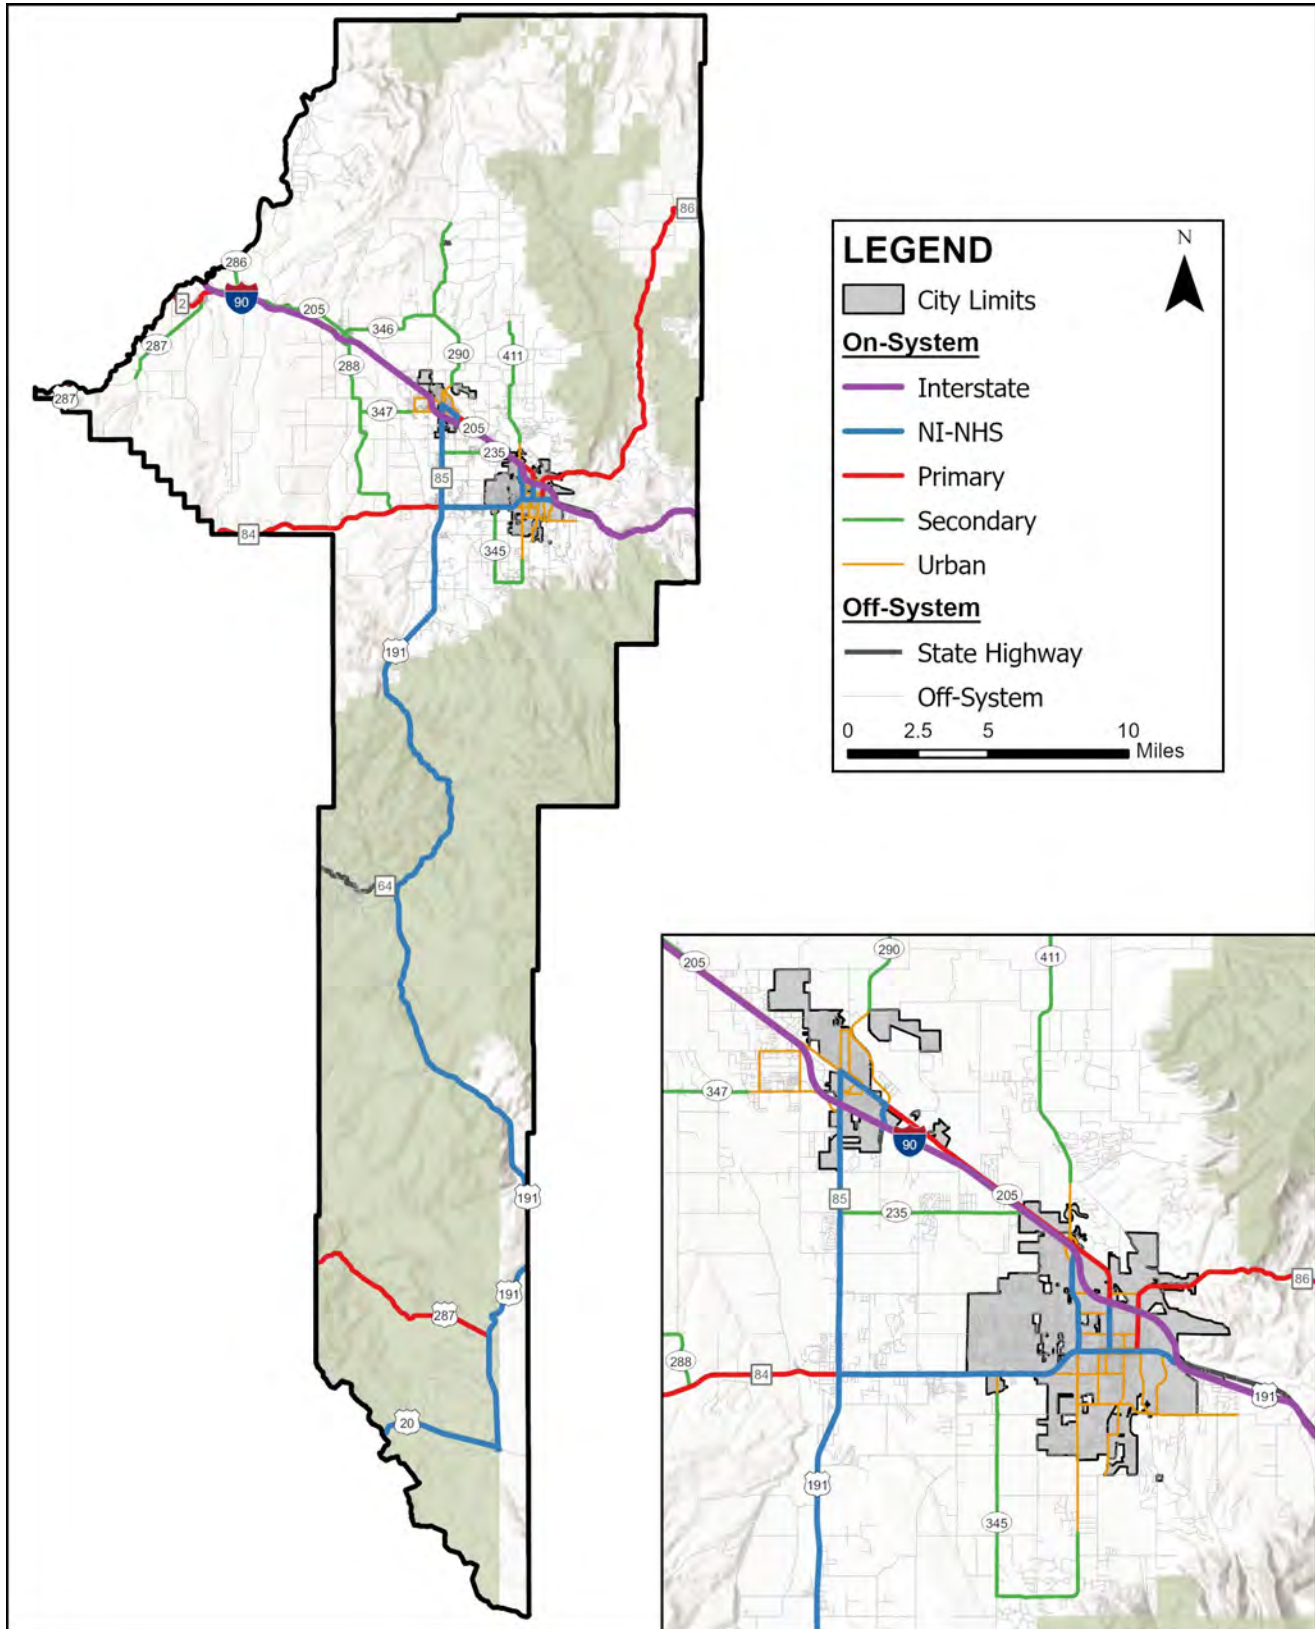 86
286
2
90
205
287
346
288
290
411
287
347
205
235
85
84
345
191
64
191
191
287
20
LEGEND
N
City Limits
On-System
Interstate
NI-NHS
Primary
Secondary
Urban
Off-System
State Highway
Off-System
0 2.5 5 10
Miles
205
290
411
347
90
85
205
235
86
288
84
191
191
345